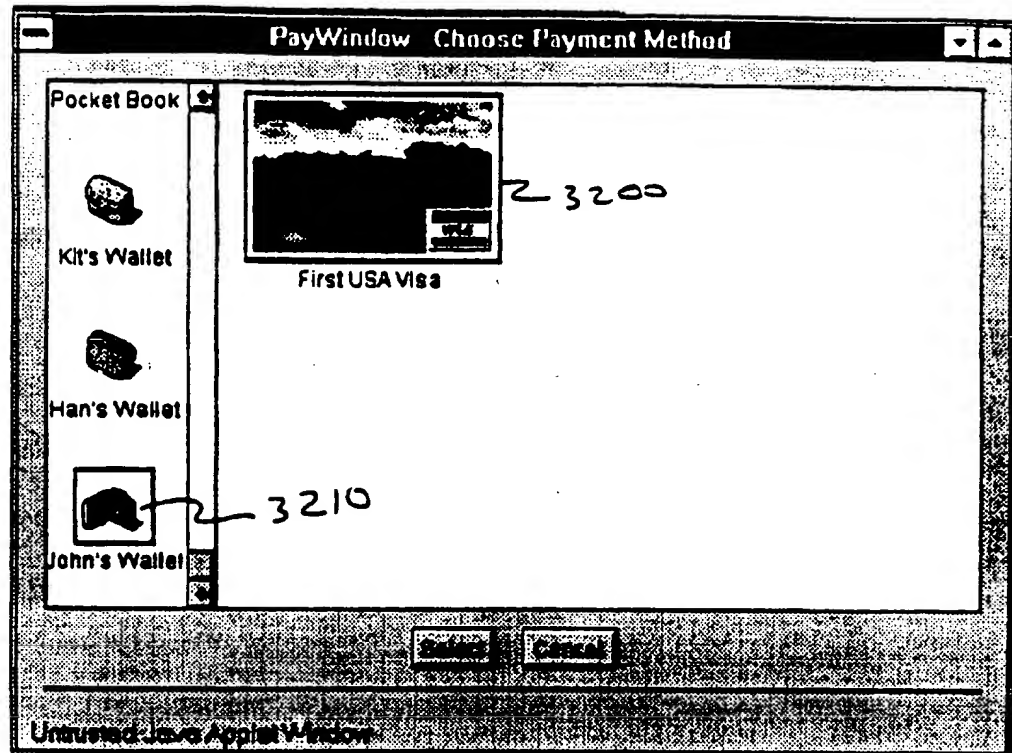 PayWindow Choose Payment Method
Pocket Book
Kit's Wallet
Han's Wallet
John's Wallet
3210
VISA
First USA Visa
3200
Select
Cancel
Untrusted Java Applet Window